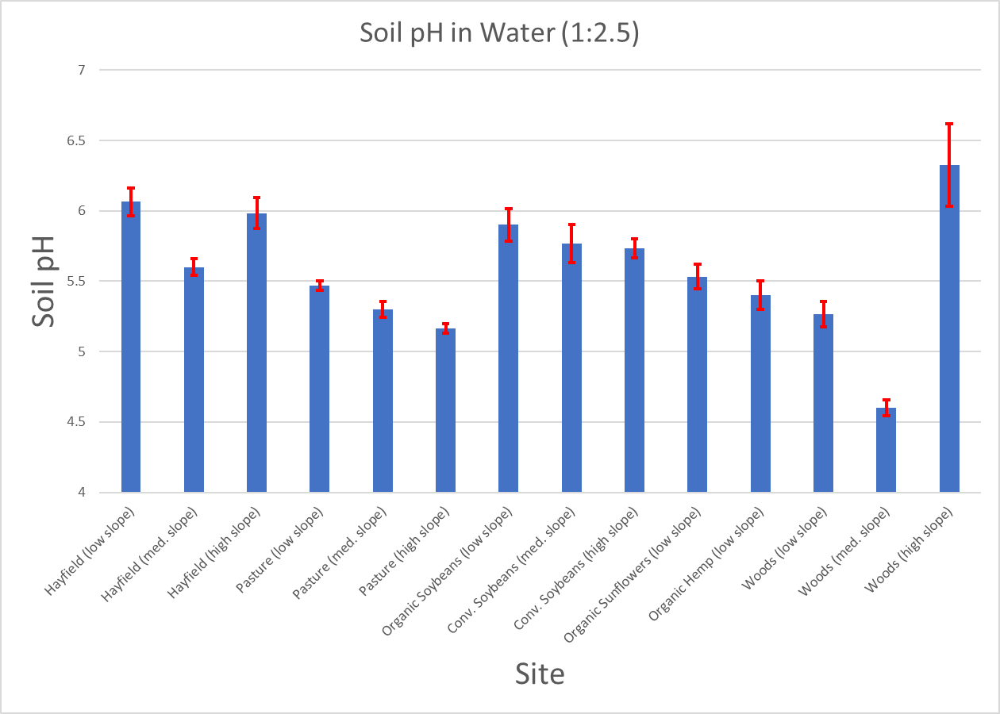 Soil pH in Water (1:2.5)
7
6.5
6
5.5
5
4.5
4
Soil pH
Hayfield (low slope)
Hayfield (med. slope)
Hayfield (high slope)
Pasture (low slope)
Pasture (med. slope)
Pasture (high slope)
Organic Soybeans (low slope)
Conv. Soybeans (med. slope)
Conv. Soybeans (high slope)
Organic Sunflowers (low slope)
Organic Hemp (low slope)
Woods (low slope)
Woods (med. slope)
Woods (high slope)
Site